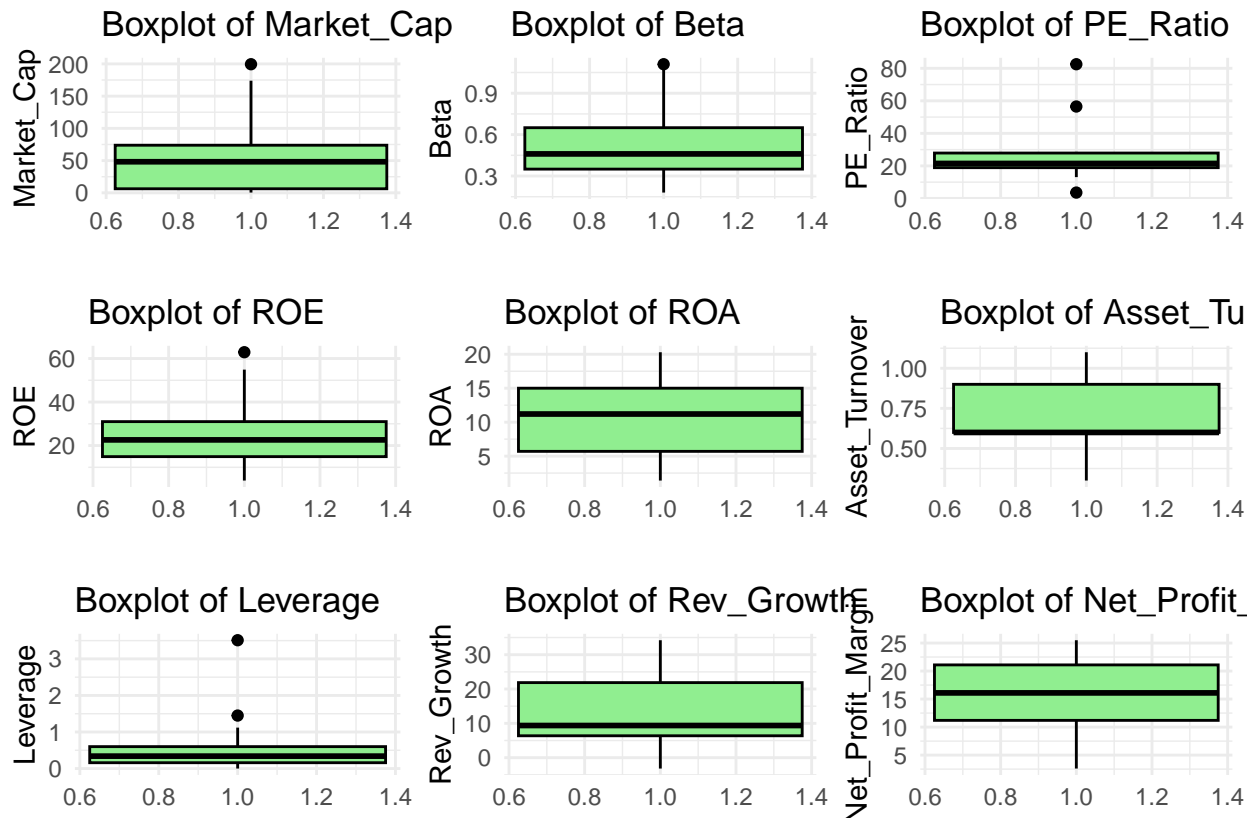 Boxplot of Market_Cap
Market_Cap
200
150
100
50
0
0.6 0.8 1.0 1.2 1.4
Boxplot of Beta
Beta
0.9
0.6
0.3
0.6 0.8 1.0 1.2 1.4
Boxplot of PE_Ratio
PE_Ratio
80
60
40
20
0
0.6 0.8 1.0 1.2 1.4
Boxplot of ROE
ROE
60
40
20
0.6 0.8 1.0 1.2 1.4
Boxplot of ROA
ROA
20
15
10
5
0.6 0.8 1.0 1.2 1.4
Boxplot of Asset_Tu
Asset_Turnover
1.00
0.75
0.50
0.6 0.8 1.0 1.2 1.4
Boxplot of Leverage
Leverage
3
2
1
0
0.6 0.8 1.0 1.2 1.4
Boxplot of Rev_Growth
Rev_Growth
30
20
10
0
0.6 0.8 1.0 1.2 1.4
Boxplot of Net_Profit_
Net_Profit_Margin
25
20
15
10
5
0.6 0.8 1.0 1.2 1.4